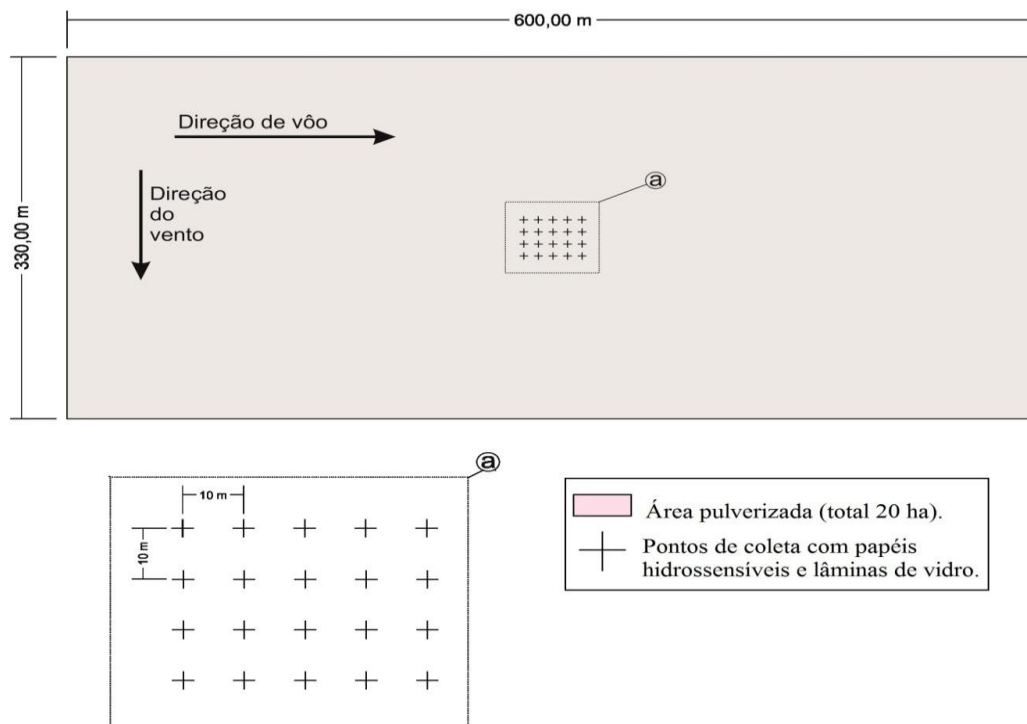 600,00 m
Direção de vôo
Direção
do
vento
a
330,00 m
a
10 m
10 m
Área pulverizada (total 20 ha).
Pontos de coleta com papéis
hidrossensíveis e lâminas de vidro.